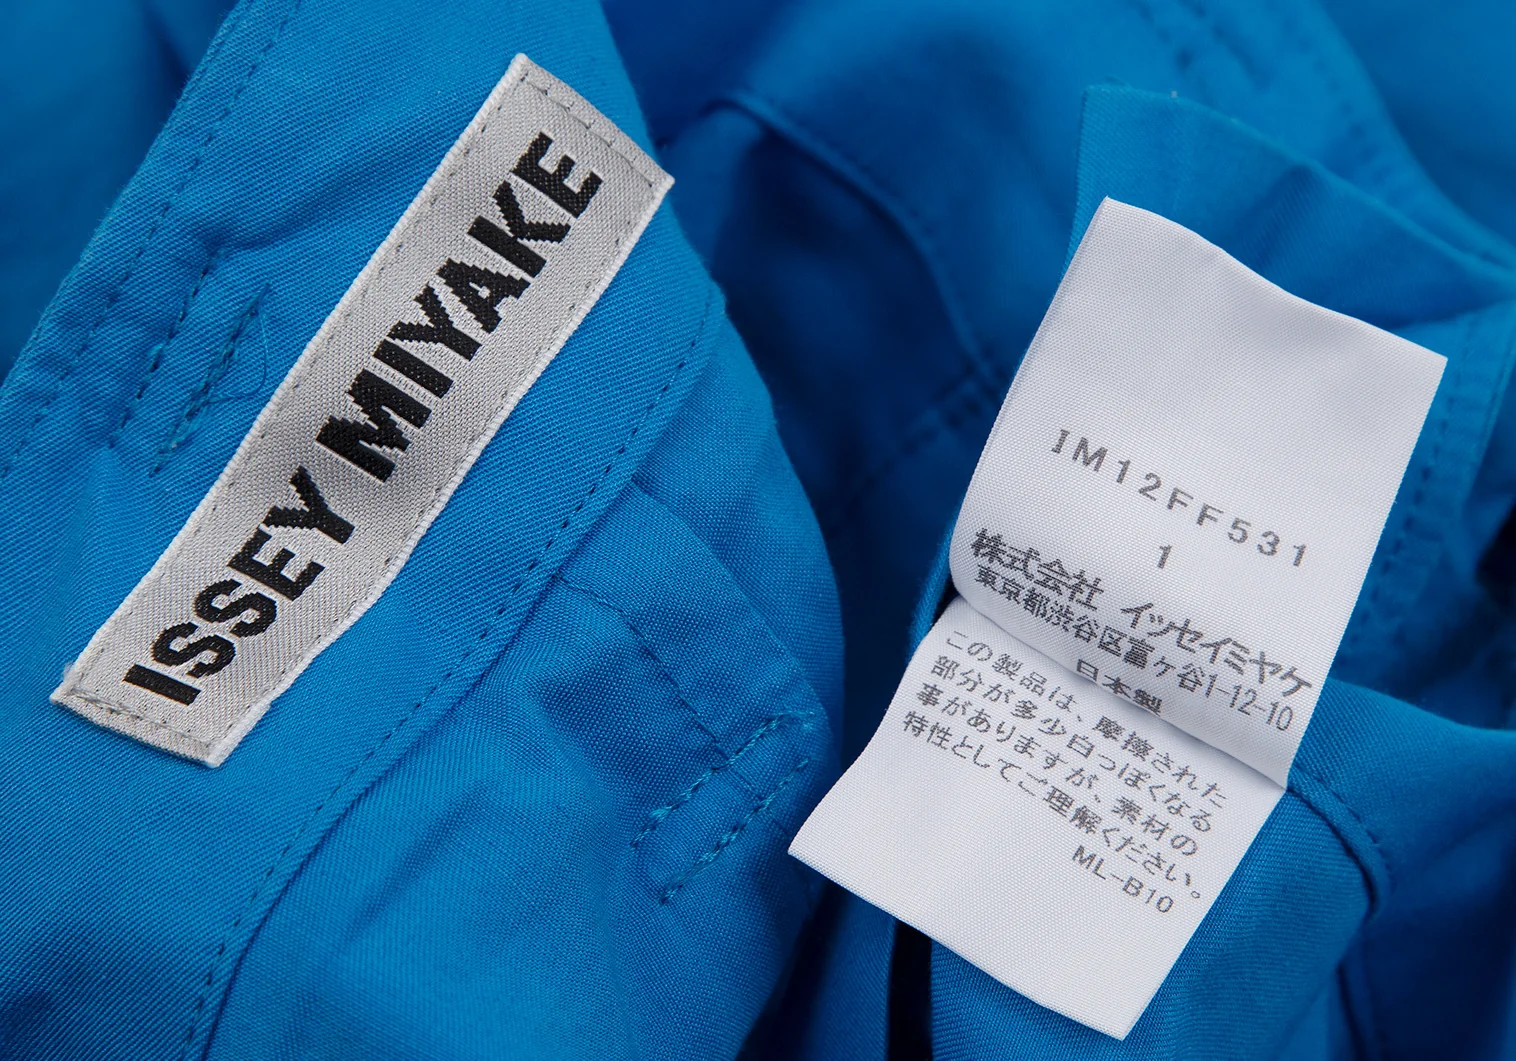 ISSEY MIYAKE
IM12FF531
1
株式会社 イッセイミヤケ
東京都渋谷区富ヶ谷1-12-10
日本製
この製品は、摩擦された
部分が多少白っぽくなる
事がありますが、素材の
特性としてご理解ください。
ML-B10